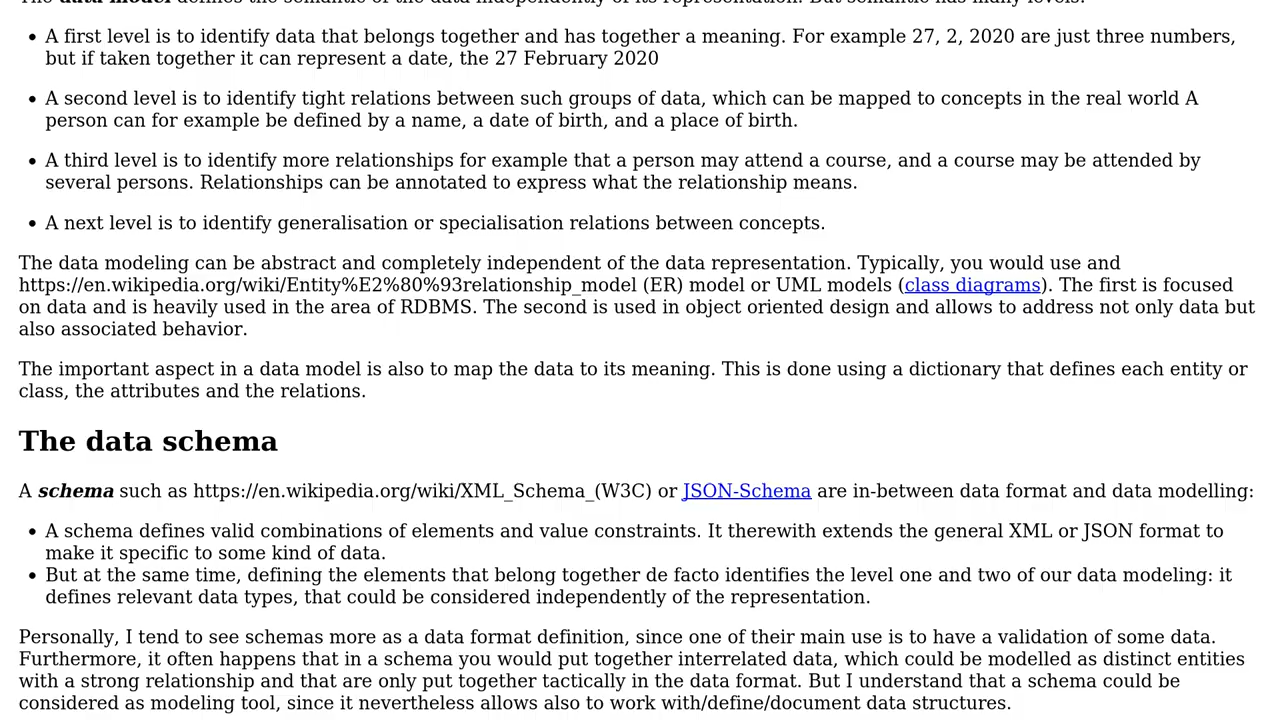 The data model defines the semantic of the data independently of its representation. But semantic has many levels:
• A first level is to identify data that belongs together and has together a meaning. For example 27, 2, 2020 are just three numbers,
but if taken together it can represent a date, the 27 February 2020
• A second level is to identify tight relations between such groups of data, which can be mapped to concepts in the real world A
person can for example be defined by a name, a date of birth, and a place of birth.
• A third level is to identify more relationships for example that a person may attend a course, and a course may be attended by
several persons. Relationships can be annotated to express what the relationship means.
• A next level is to identify generalisation or specialisation relations between concepts.
The data modeling can be abstract and completely independent of the data representation. Typically, you would use and
https://en.wikipedia.org/wiki/Entity%E2%80%93relationship_model (ER) model or UML models (class diagrams). The first is focused
on data and is heavily used in the area of RDBMS. The second is used in object oriented design and allows to address not only data but
also associated behavior.
The important aspect in a data model is also to map the data to its meaning. This is done using a dictionary that defines each entity or
class, the attributes and the relations.
The data schema
A schema such as https://en.wikipedia.org/wiki/XML_Schema_(W3C) or JSON-Schema are in-between data format and data modelling:
• A schema defines valid combinations of elements and value constraints. It therewith extends the general XML or JSON format to
make it specific to some kind of data.
• But at the same time, defining the elements that belong together de facto identifies the level one and two of our data modeling: it
defines relevant data types, that could be considered independently of the representation.
Personally, I tend to see schemas more as a data format definition, since one of their main use is to have a validation of some data.
Furthermore, it often happens that in a schema you would put together interrelated data, which could be modelled as distinct entities
with a strong relationship and that are only put together tactically in the data format. But I understand that a schema could be
considered as modeling tool, since it nevertheless allows also to work with/define/document data structures.